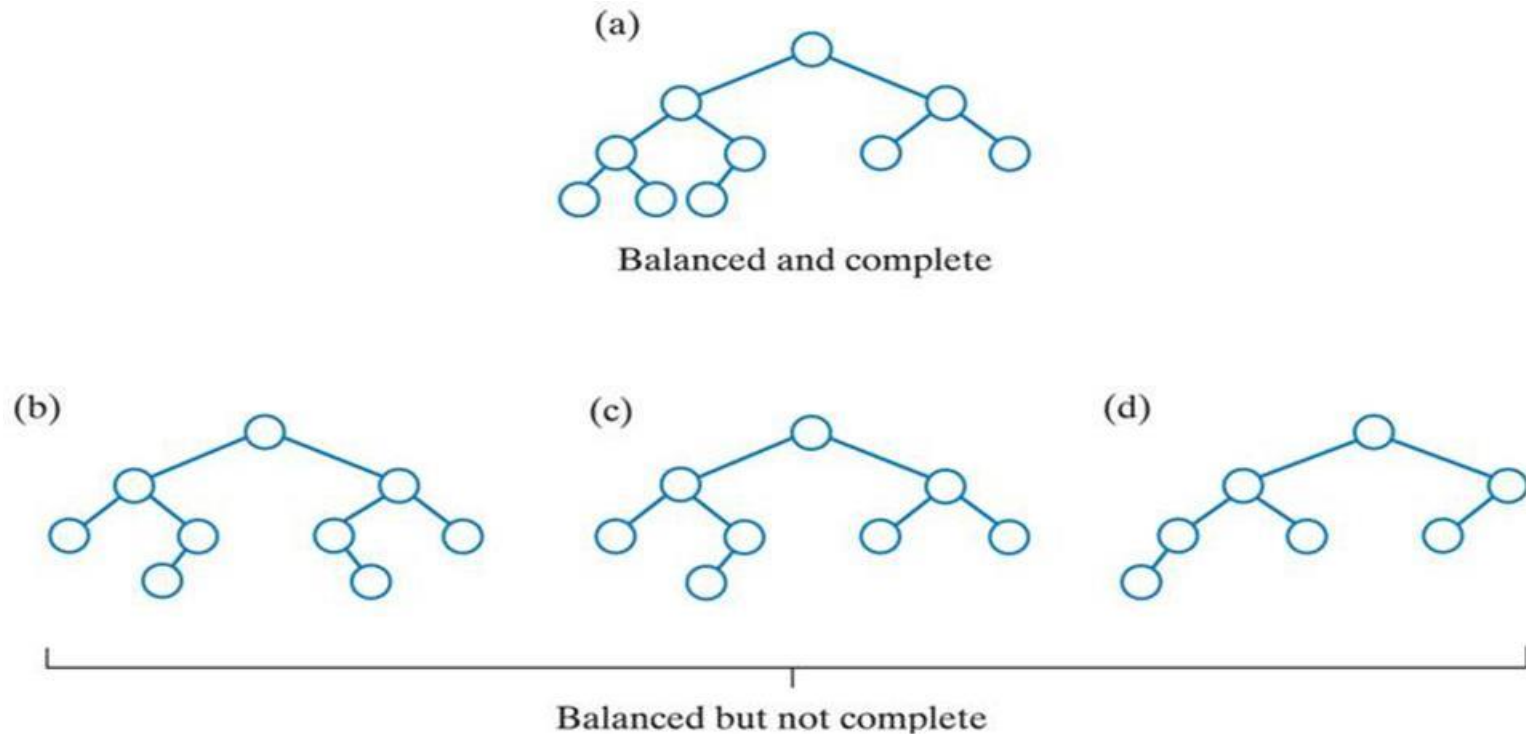 (a)
Balanced and complete
(b)
(c)
(d)
Balanced but not complete